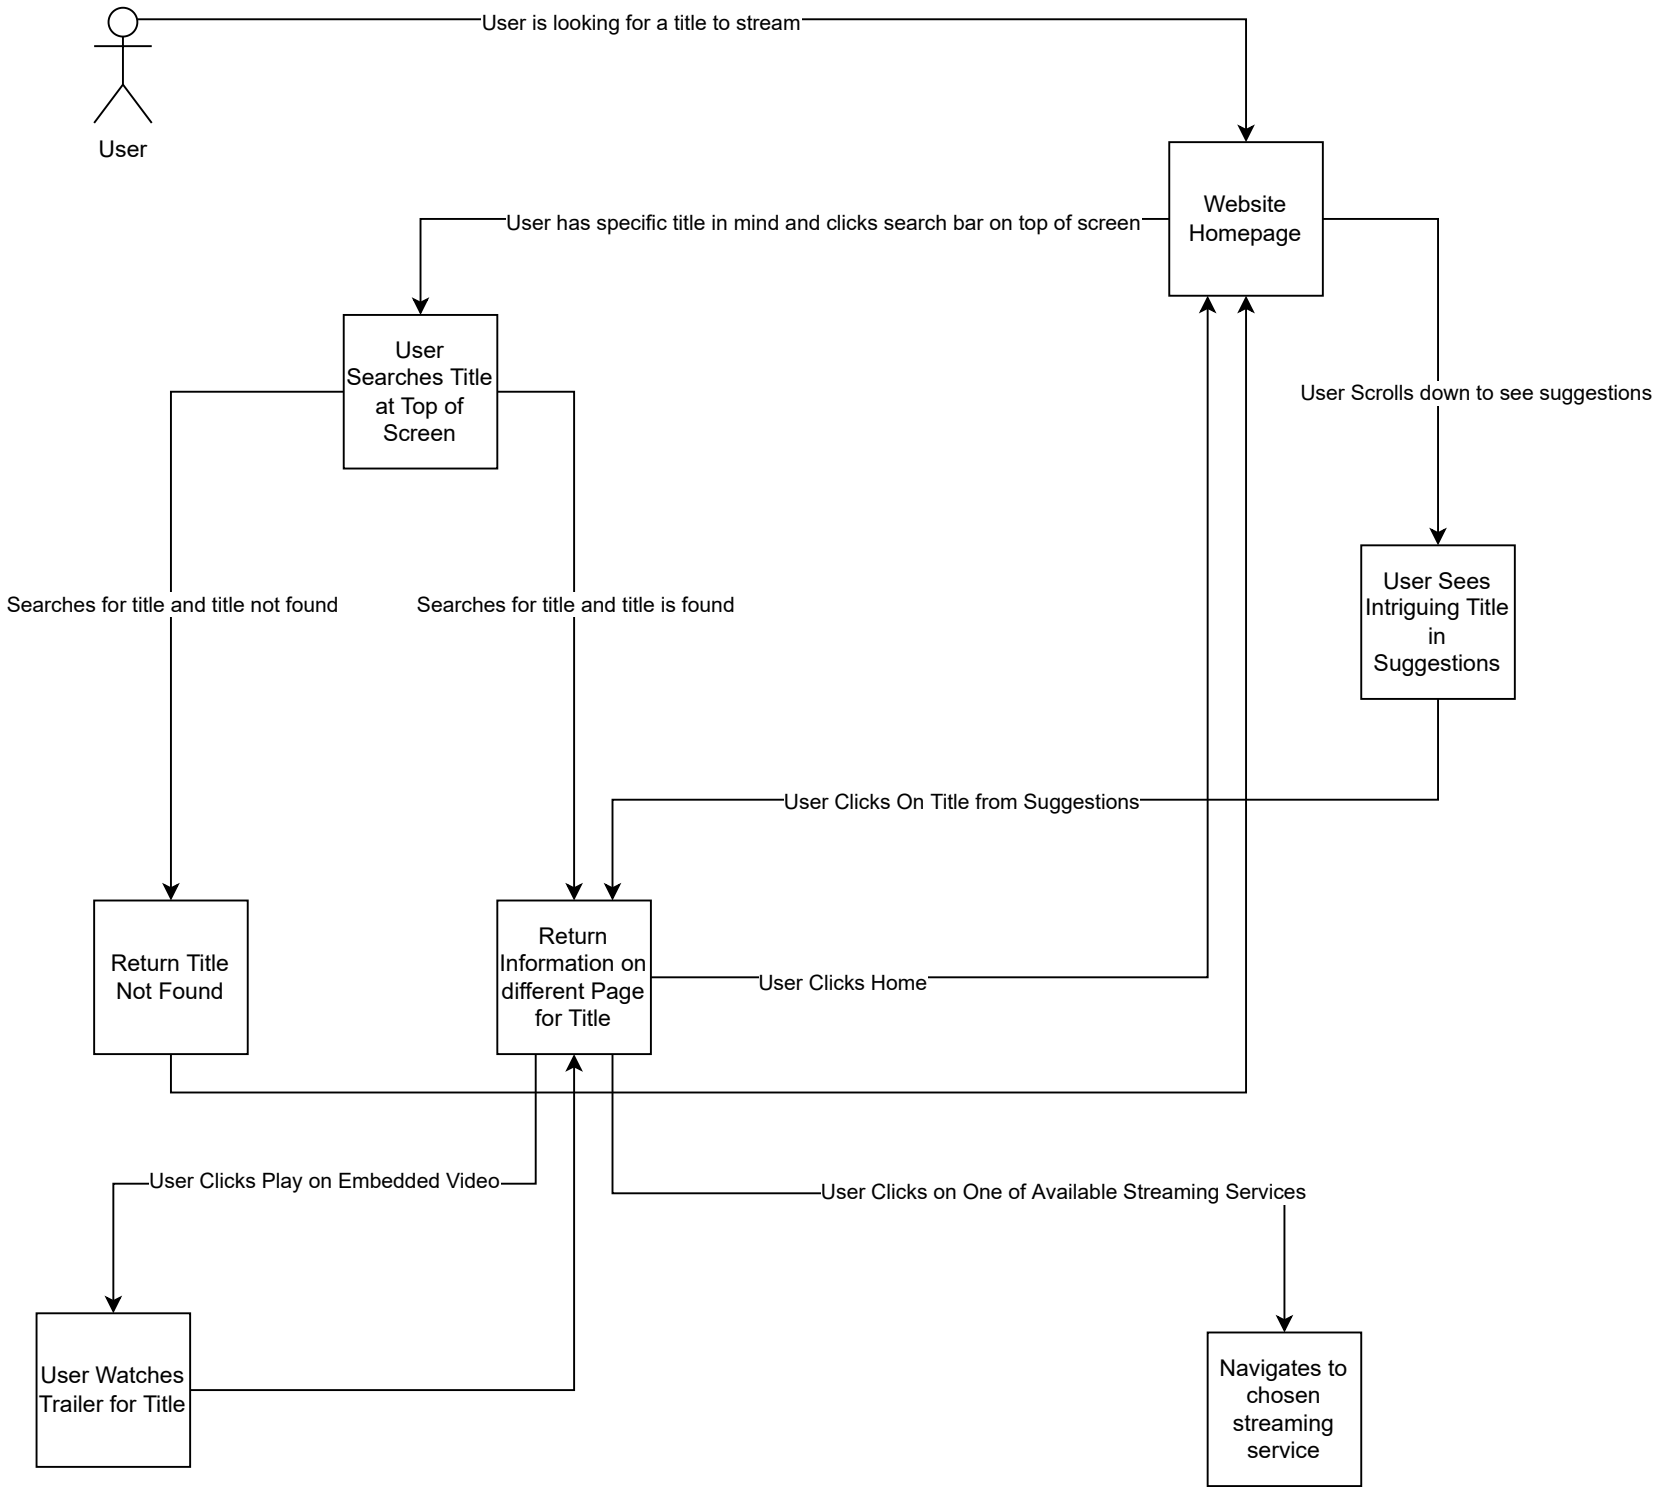 User is looking for a title to stream
User
Website
Homepage
User has specific title in mind and clicks search bar on top of screen
User
Searches Title
at Top of
Screen
User Scrolls down to see suggestions
Searches for title and title not found
Searches for title and title is found
User Sees
Intriguing Title
in
Suggestions
User Clicks On Title from Suggestions
Return Title
Not Found
Return
Information on
different Page
for Title
User Clicks Home
User Clicks Play on Embedded Video
User Clicks on One of Available Streaming Services
User Watches
Trailer for Title
Navigates to
chosen
streaming
service